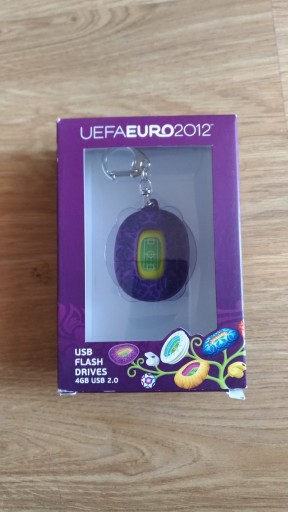 UEFAEURO2012
USB
FLASH
DRIVES
4GB USB 2.0